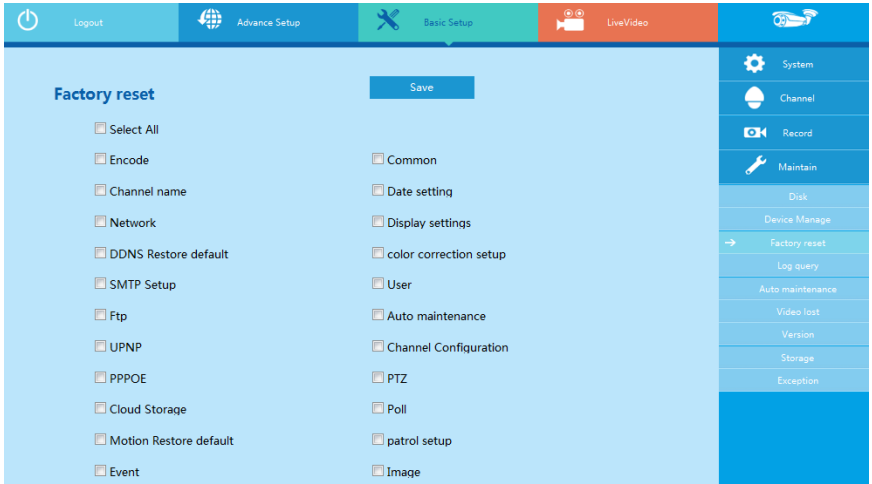 Logout
Advance Setup
Basic Setup
LiveVideo
Factory reset
Save
Select All
Encode
Common
Channel name
Date setting
Network
Display settings
DDNS Restore default
color correction setup
SMTP Setup
User
Ftp
Auto maintenance
UPNP
Channel Configuration
PPPOE
PTZ
Cloud Storage
Poll
Motion Restore default
patrol setup
Event
Image
System
Channel
Record
Maintain
Disk
Device Manage
Factory reset
Log query
Auto maintenance
Video lost
Version
Storage
Exception